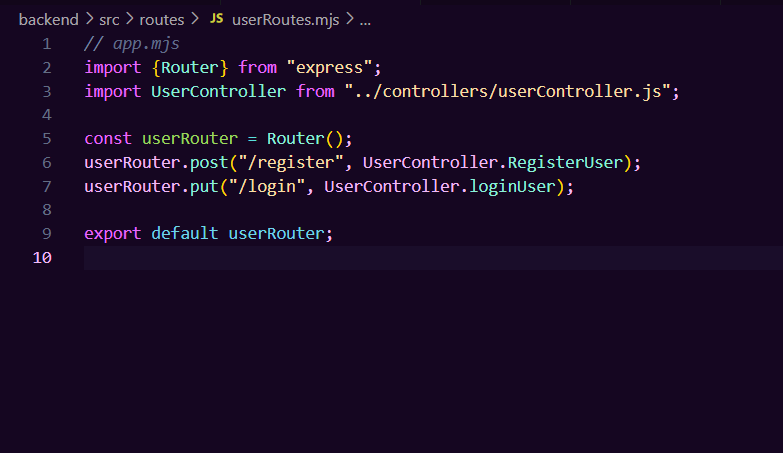 backend > src > routes > JS userRoutes.mjs > ...
1 // app.mjs
2 import {Router} from "express";
3 import UserController from "../controllers/userController.js";
4
5 const userRouter = Router();
6 userRouter.post("/register", UserController.RegisterUser);
7 userRouter.put("/login", UserController.loginUser);
8
9 export default userRouter;
10